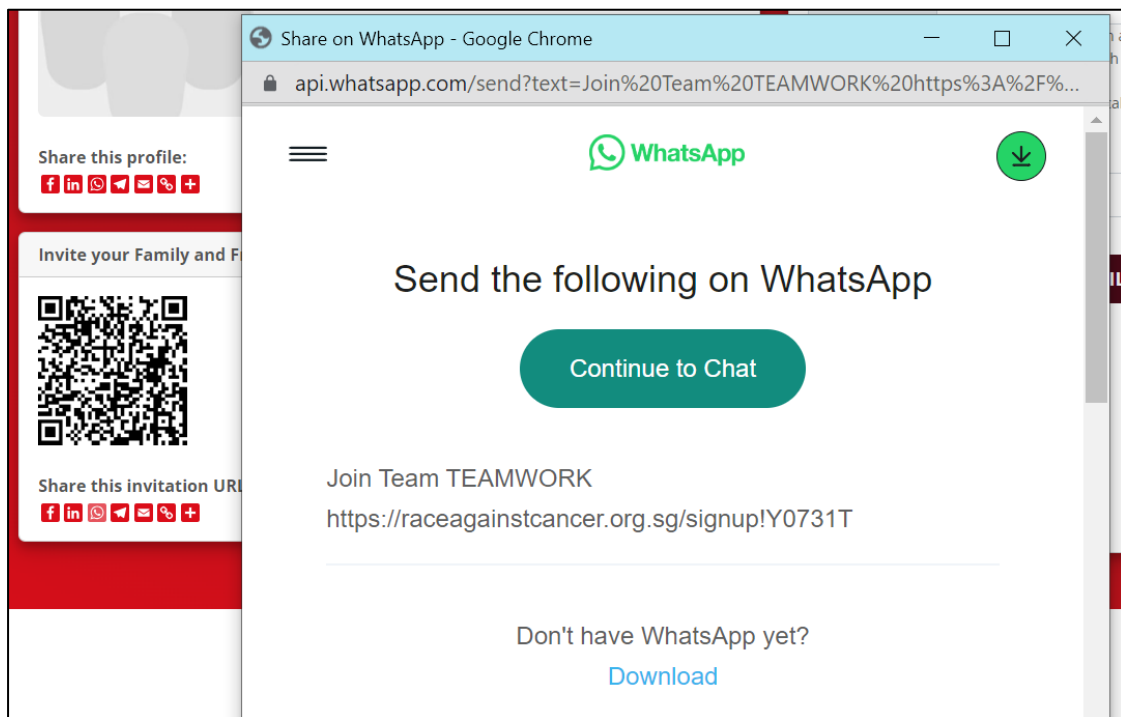 Share on WhatsApp - Google Chrome
api.whatsapp.com/send?text=Join%20Team%20TEAMWORK%20https%3A%2F%...
WhatsApp
Send the following on WhatsApp
Continue to Chat
Join Team TEAMWORK
https://raceagainstcancer.org.sg/signup!Y0731T
Don't have WhatsApp yet?
Download
Share this profile:
Invite your Family and
Share this invitation URL